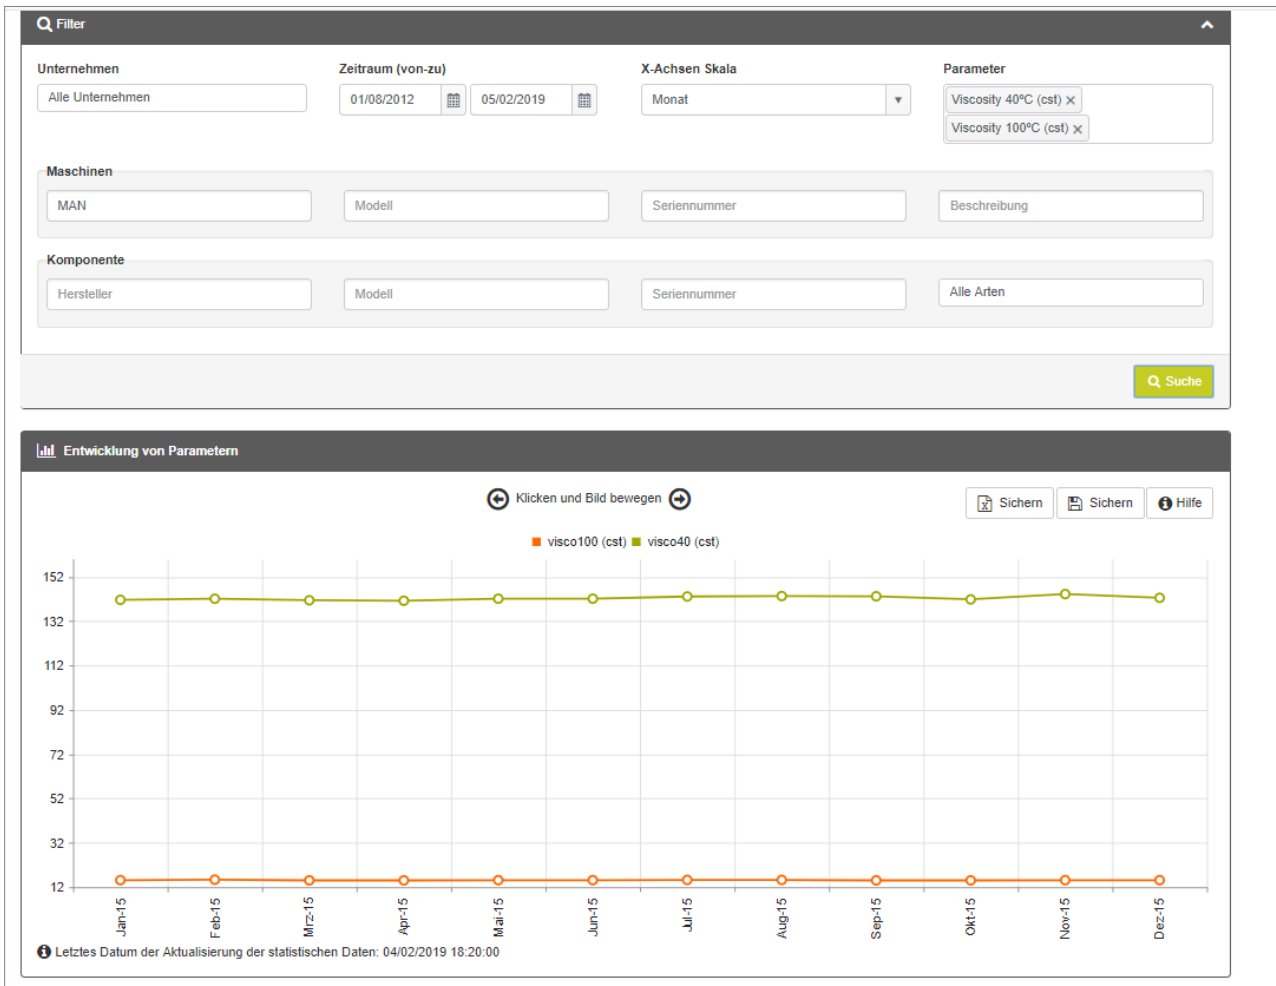 Filter
Unternehmen Zeitraum (von-zu) X-Achsen Skala Parameter
Alle Unternehmen 01/08/2012 05/02/2019 Monat Viscosity 40ºC (cst) ×
Viscosity 100ºC (cst) ×
Maschinen
MAN Modell Seriennummer Beschreibung
Komponente
Hersteller Modell Seriennummer Alle Arten
Suche
Entwicklung von Parametern
Klicken und Bild bewegen Sichern Sichern Hilfe
visco100 (cst) visco40 (cst)
152
132
112
92
72
52
32
12
Jan-15 Feb-15 Mrz-15 Apr-15 Mai-15 Jun-15 Jul-15 Aug-15 Sep-15 Okt-15 Nov-15 Dez-15
Letztes Datum der Aktualisierung der statistischen Daten: 04/02/2019 18:20:00